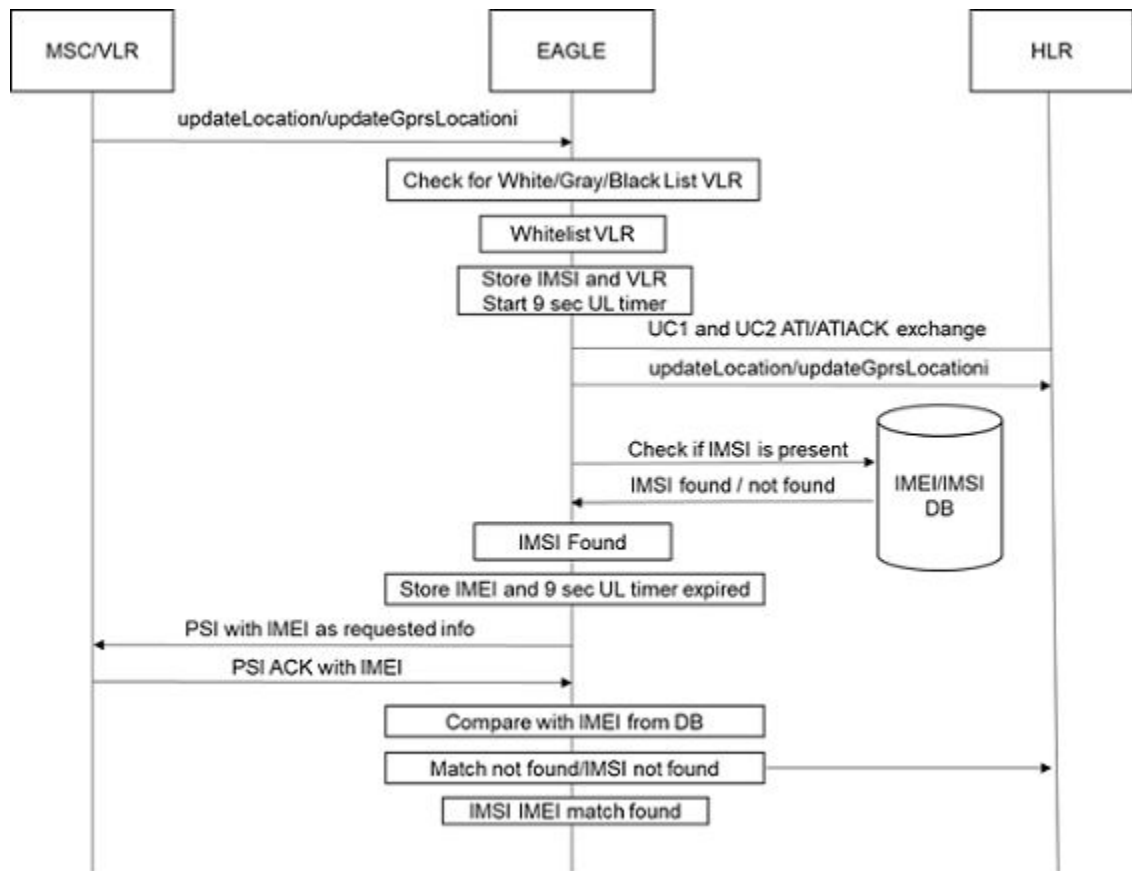 MSC/VLR
EAGLE
HLR
updateLocation/updateGprsLocationi
Check for White/Gray/Black List VLR
Whitelist VLR
Store IMSI and VLR
Start 9 sec UL timer
UC1 and UC2 ATI/ATIACK exchange
updateLocation/updateGprsLocationi
Check if IMSI is present
IMSI found / not found
IMEI/IMSI
DB
IMSI Found
Store IMEI and 9 sec UL timer expired
PSI with IMEI as requested info
PSI ACK with IMEI
Compare with IMEI from DB
Match not found/IMSI not found
IMSI IMEI match found